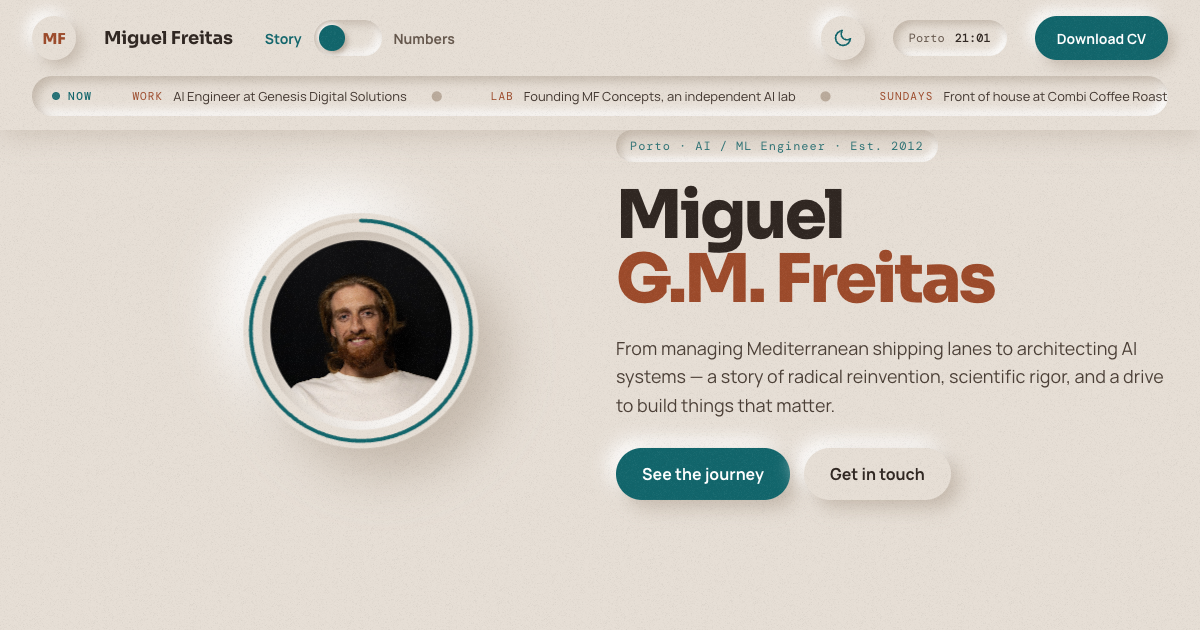 MF
Miguel Freitas
Story
Numbers
Porto 21:01
Download CV
NOW
WORK AI Engineer at Genesis Digital Solutions
LAB Founding MF Concepts, an independent AI lab
SUNDAYS Front of house at Combi Coffee Roast
Porto · AI / ML Engineer · Est. 2012
Miguel
G.M. Freitas
From managing Mediterranean shipping lanes to architecting AI
systems — a story of radical reinvention, scientific rigor, and a drive
to build things that matter.
See the journey
Get in touch